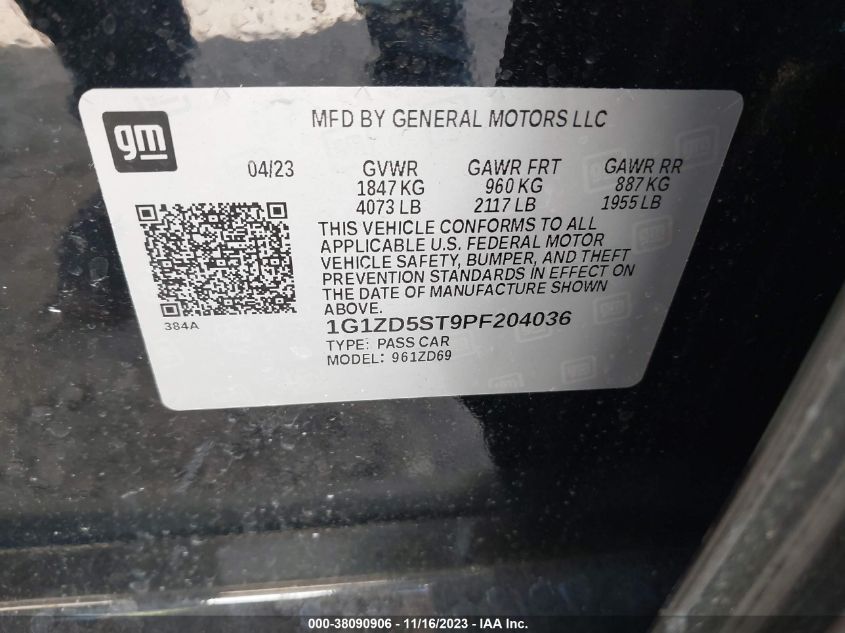 gm
MFD BY GENERAL MOTORS LLC
04/23 GVWR GAWR FRT GAWR RR
1847 KG 960 KG 887 KG
4073 LB 2117 LB 1955 LB
THIS VEHICLE CONFORMS TO ALL
APPLICABLE U.S. FEDERAL MOTOR
VEHICLE SAFETY, BUMPER, AND THEFT
PREVENTION STANDARDS IN EFFECT ON
THE DATE OF MANUFACTURE SHOWN
ABOVE.
384A
1G1ZD5ST9PF204036
TYPE: PASS CAR
MODEL: 961ZD69
000-38090906 - 11/16/2023 - IAA Inc.